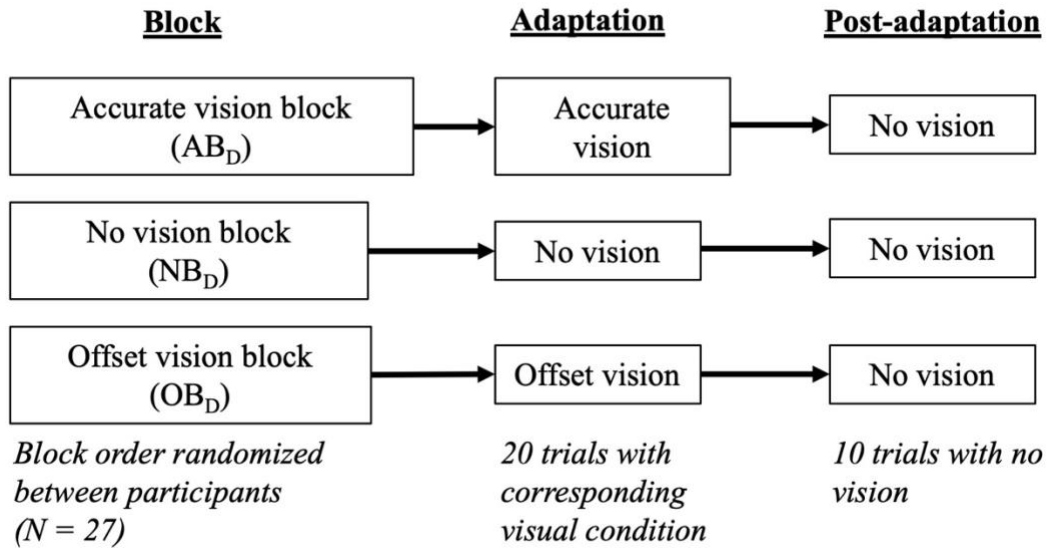 Block
Adaptation
Post-adaptation
Accurate vision block
(AB_D)
Accurate
vision
No vision
No vision block
(NB_D)
No vision
No vision
Offset vision block
(OB_D)
Offset vision
No vision
Block order randomized
between participants
(N = 27)
20 trials with
corresponding
visual condition
10 trials with no
vision